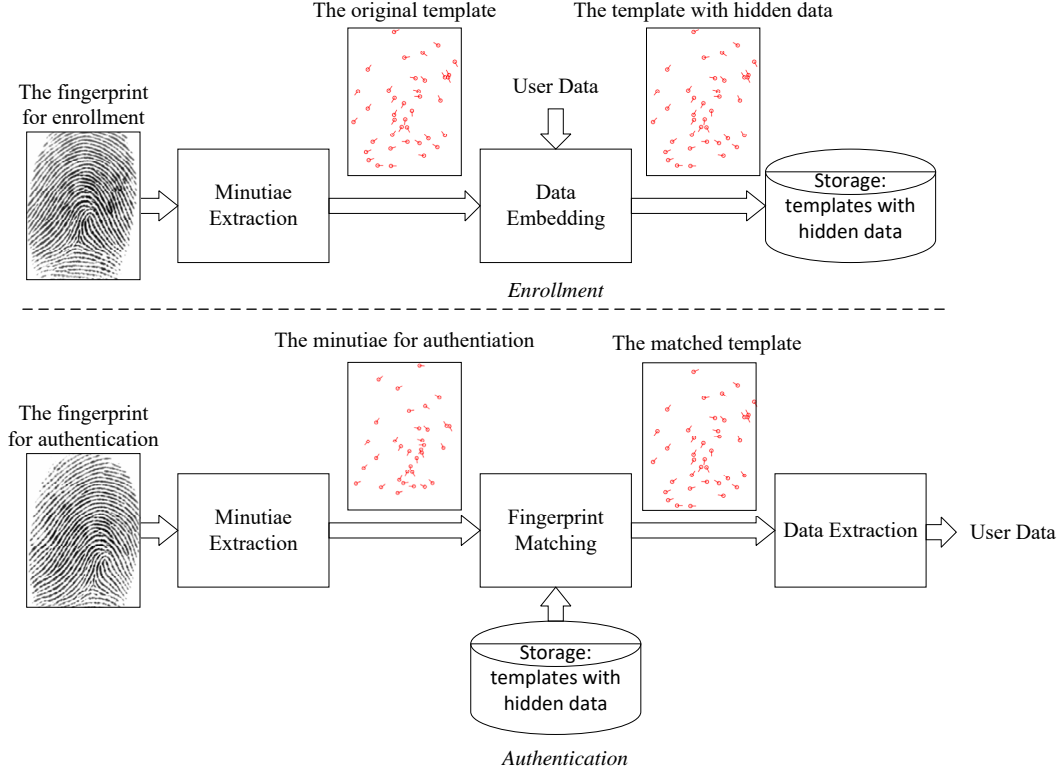 The original template
The template with hidden data
The fingerprint
for enrollment
User Data
Minutiae
Extraction
Data
Embedding
Storage:
templates with
hidden data
Enrollment
The minutiae for authentiation
The matched template
The fingerprint
for authentication
Minutiae
Extraction
Fingerprint
Matching
Data Extraction
User Data
Storage:
templates with
hidden data
Authentication